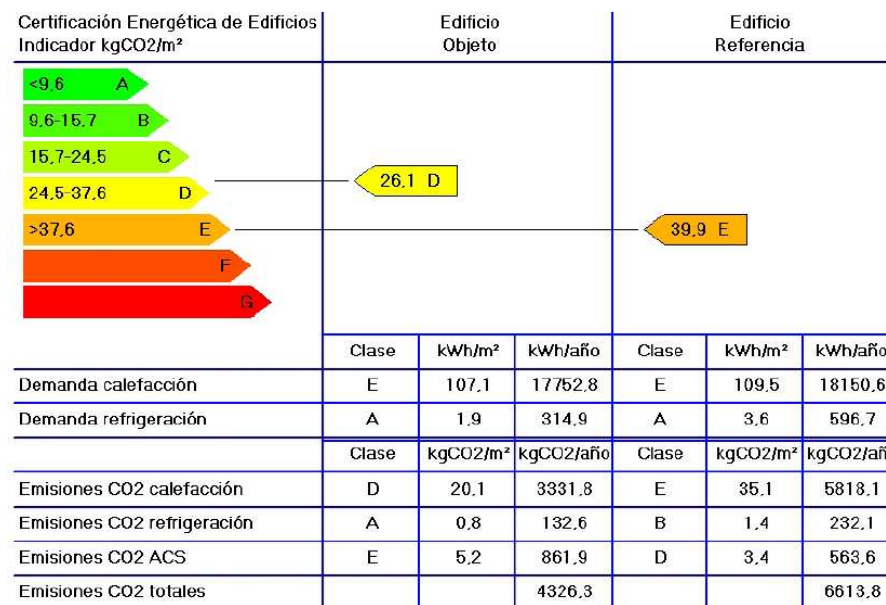 Certificación Energética de Edificios
Indicador kgCO2/m²
Edificio
Objeto
Edificio
Referencia
<9,6 A
9,6-15,7 B
15,7-24,5 C
24,5-37,6 D
>37,6 E
F
G
26,1 D
39,9 E
Clase kWh/m² kWh/año Clase kWh/m² kWh/año
Demanda calefacción E 107,1 17752,8 E 109,5 18150,6
Demanda refrigeración A 1,9 314,9 A 3,6 596,7
Clase kgCO2/m² kgCO2/año Clase kgCO2/m² kgCO2/añ
Emisiones CO2 calefacción D 20,1 3331,8 E 35,1 5818,1
Emisiones CO2 refrigeración A 0,8 132,6 B 1,4 232,1
Emisiones CO2 ACS E 5,2 861,9 D 3,4 563,6
Emisiones CO2 totales 4326,3 6613,8